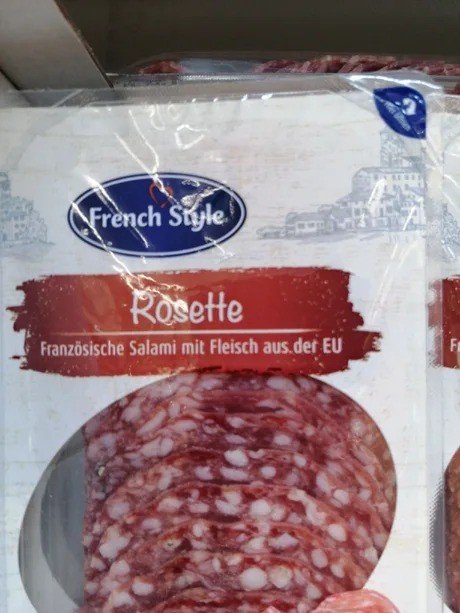 French Style
Rosette
Französische Salami mit Fleisch aus der EU
F